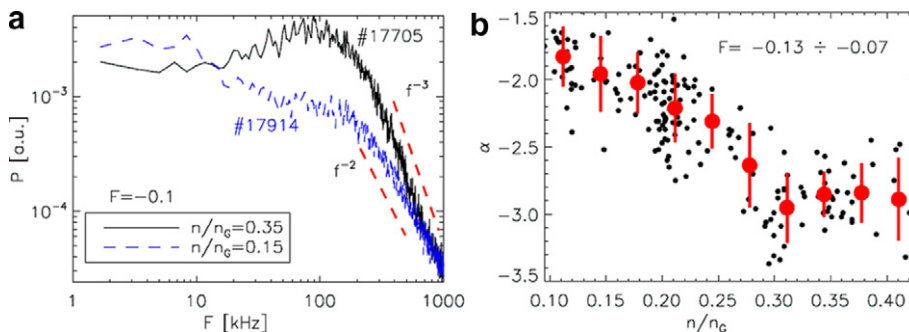 a
#17705
10⁻³
f⁻³
#17914
P [a.u.]
f⁻²
10⁻⁴
F=−0.1
n/n_G=0.35
n/n_G=0.15
1 10 100 1000
F [kHz]
b
−1.5
F= −0.13 ÷ −0.07
−2.0
α
−2.5
−3.0
−3.5
0.10 0.15 0.20 0.25 0.30 0.35 0.40
n/n_G